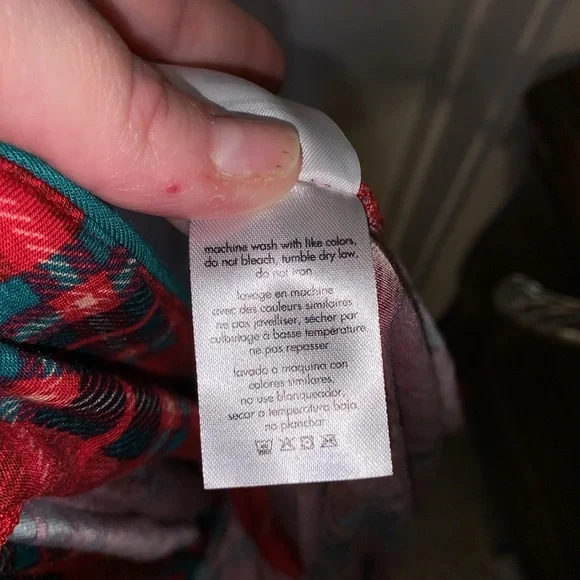 machine wash with like colors,
do not bleach, tumble dry low,
do not iron
lavage en machine
avec des couleurs similaires
ne pas javelliser, sécher par
culbutage à basse température
ne pas repasser
lavado a maquina con
colores similares,
no use blanqueador,
secar a temperatura baja
no planchar